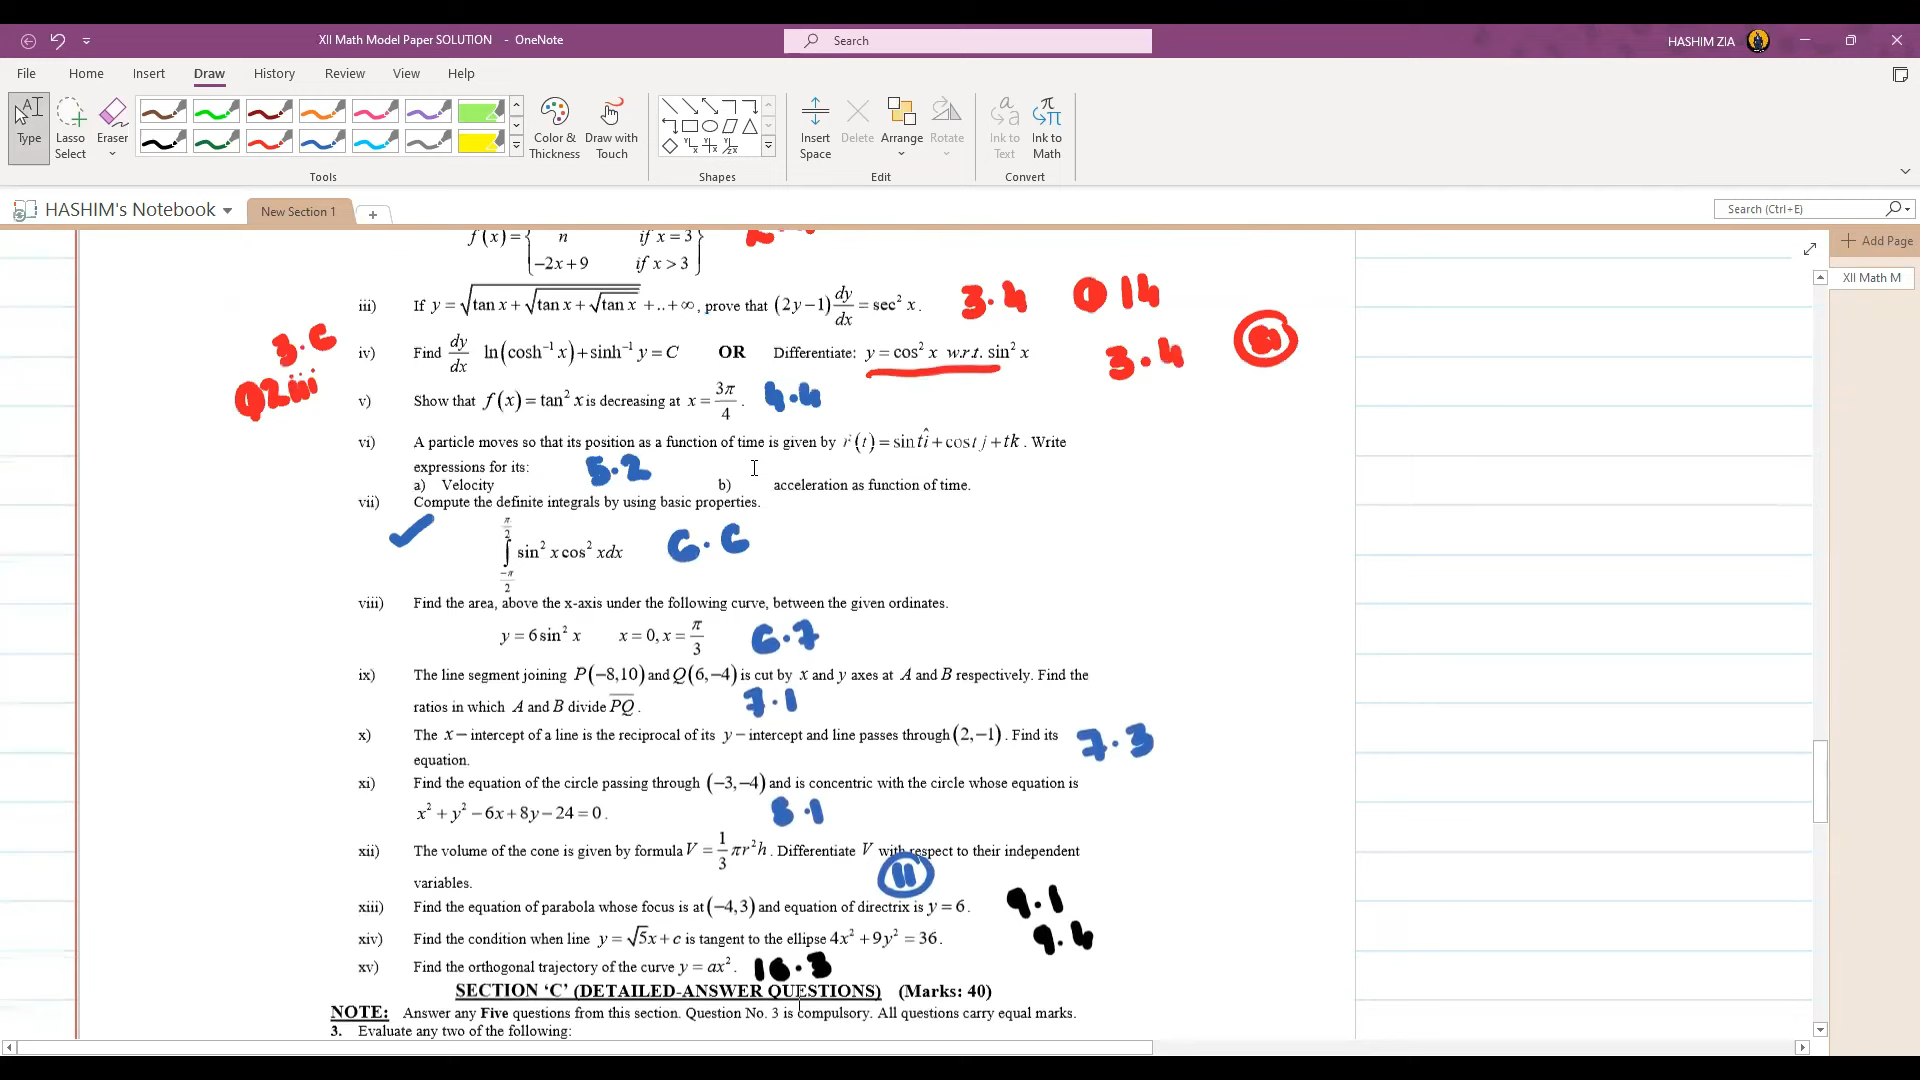 XII Math Model Paper SOLUTION - OneNote
Search
HASHIM ZIA
File Home Insert Draw History Review View Help
Type
Lasso Select
Eraser
Color & Thickness
Draw with Touch
Insert Space
Delete
Arrange
Rotate
Ink to Text
Ink to Math
Tools
Shapes
Edit
Convert
HASHIM's Notebook
New Section 1
Search (Ctrl+E)
Add Page
XII Math M
f(x) = { n if x = 3
−2x + 9 if x > 3 }
iii) If y = √(tan x + √(tan x + √(tan x))) + .. + ∞, prove that (2y − 1) dy/dx = sec² x. 3.4 Q14
3.6
Q2iii
iv) Find dy/dx ln(cosh⁻¹ x) + sinh⁻¹ y = C OR Differentiate: y = cos² x w.r.t. sin² x 3.4
v) Show that f(x) = tan² x is decreasing at x = 3π/4. 4.4
vi) A particle moves so that its position as a function of time is given by r(t) = sin tî + cos t j + tk. Write
expressions for its: 5.2
a) Velocity b) acceleration as function of time.
vii) Compute the definite integrals by using basic properties.
∫_{−π/2}^{π/2} sin² x cos² x dx 6.6
viii) Find the area, above the x-axis under the following curve, between the given ordinates.
y = 6 sin² x x = 0, x = π/3 6.7
ix) The line segment joining P(−8,10) and Q(6,−4) is cut by x and y axes at A and B respectively. Find the
ratios in which A and B divide P̅Q̅. 7.1
x) The x − intercept of a line is the reciprocal of its y − intercept and line passes through (2,−1). Find its 7.3
equation.
xi) Find the equation of the circle passing through (−3,−4) and is concentric with the circle whose equation is
x² + y² − 6x + 8y − 24 = 0. 8.1
xii) The volume of the cone is given by formula V = 1/3 πr²h. Differentiate V with respect to their independent
variables. 11
xiii) Find the equation of parabola whose focus is at (−4,3) and equation of directrix is y = 6. 9.1
xiv) Find the condition when line y = √5x + c is tangent to the ellipse 4x² + 9y² = 36. 9.4
xv) Find the orthogonal trajectory of the curve y = ax². 10.3
SECTION ‘C’ (DETAILED-ANSWER QUESTIONS) (Marks: 40)
NOTE: Answer any Five questions from this section. Question No. 3 is compulsory. All questions carry equal marks.
3. Evaluate any two of the following: